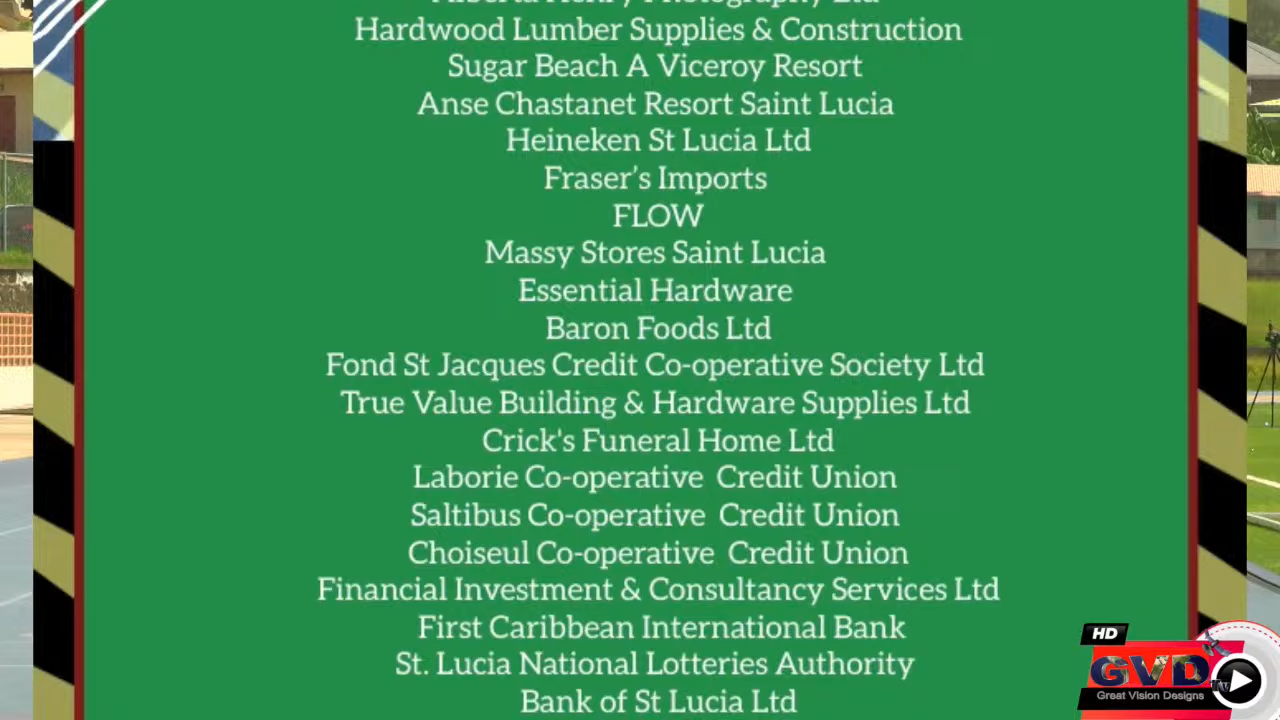 Hardwood Lumber Supplies & Construction
Sugar Beach A Viceroy Resort
Anse Chastanet Resort Saint Lucia
Heineken St Lucia Ltd
Fraser's Imports
FLOW
Massy Stores Saint Lucia
Essential Hardware
Baron Foods Ltd
Fond St Jacques Credit Co-operative Society Ltd
True Value Building & Hardware Supplies Ltd
Crick's Funeral Home Ltd
Laborie Co-operative  Credit Union
Saltibus Co-operative  Credit Union
Choiseul Co-operative  Credit Union
Financial Investment & Consultancy Services Ltd
First Caribbean International Bank
St. Lucia National Lotteries Authority
Bank of St Lucia Ltd
HD
GVD
Great Vision Designs